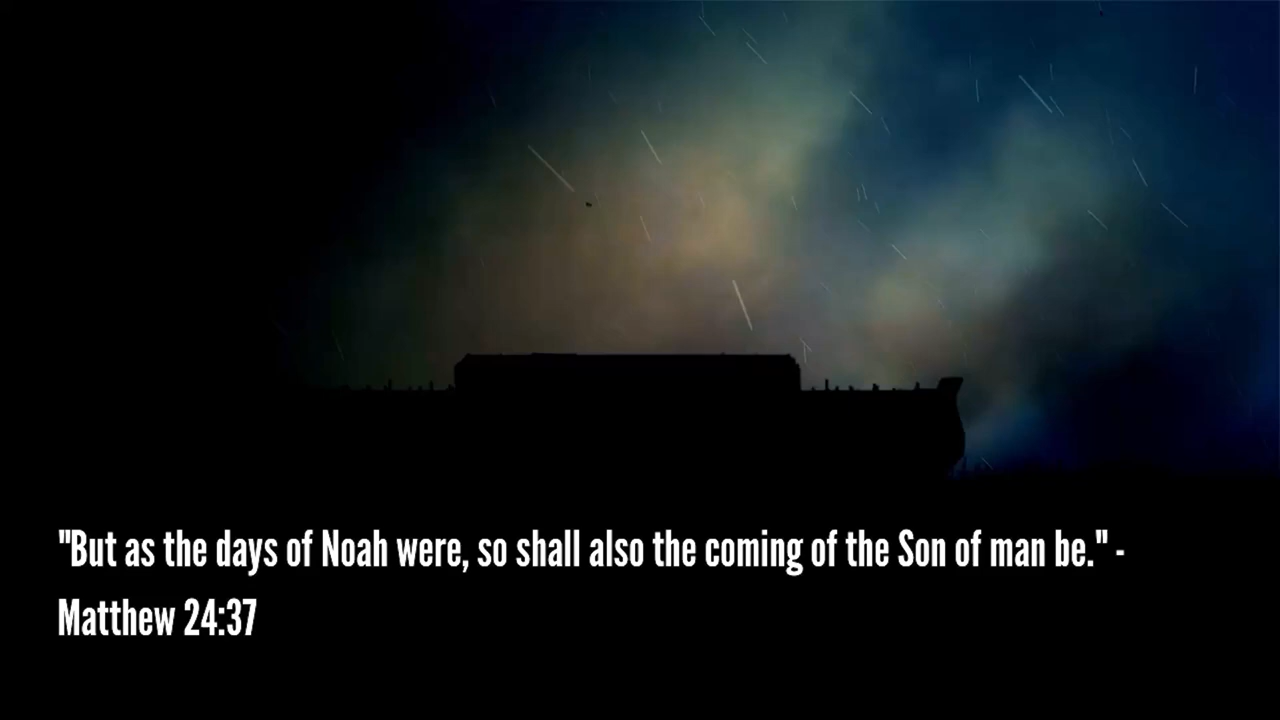 "But as the days of Noah were, so shall also the coming of the Son of man be." -
Matthew 24:37